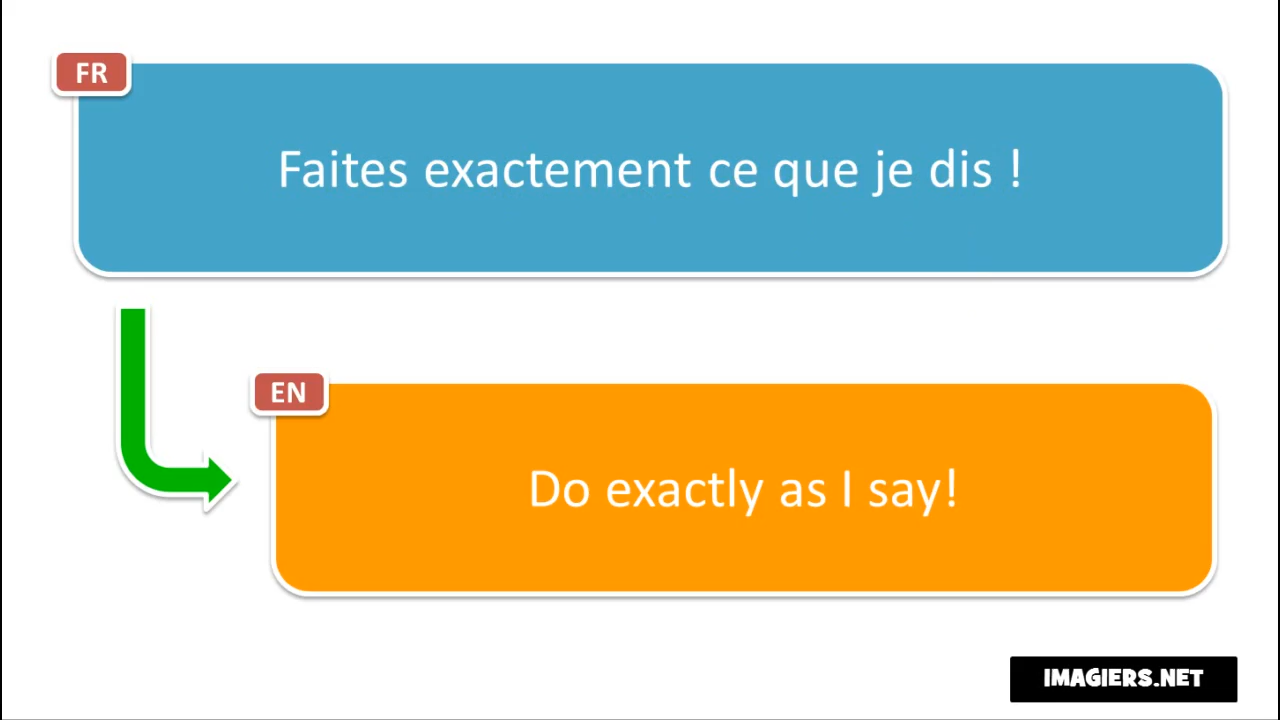 FR
Faites exactement ce que je dis !
EN
Do exactly as I say!
IMAGIERS.NET